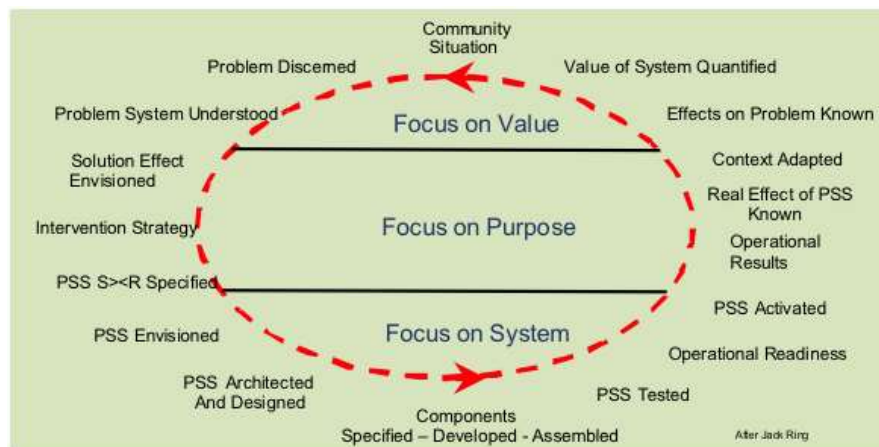 Community
Situation
Problem Discerned
Value of System Quantified
Problem System Understood
Focus on Value
Effects on Problem Known
Solution Effect
Envisioned
Context Adapted
Real Effect of PSS
Known
Intervention Strategy
Focus on Purpose
Operational
Results
PSS S><R Specified
PSS Activated
PSS Envisioned
Focus on System
Operational Readiness
PSS Architected
And Designed
PSS Tested
Components
Specified – Developed - Assembled
After Jack Ring